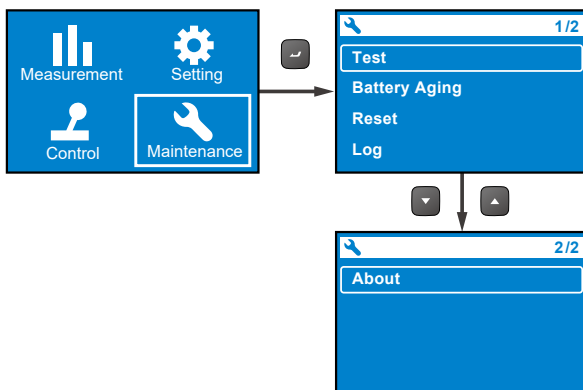 Measurement
Setting
Control
Maintenance
1/2
Test
Battery Aging
Reset
Log
2/2
About